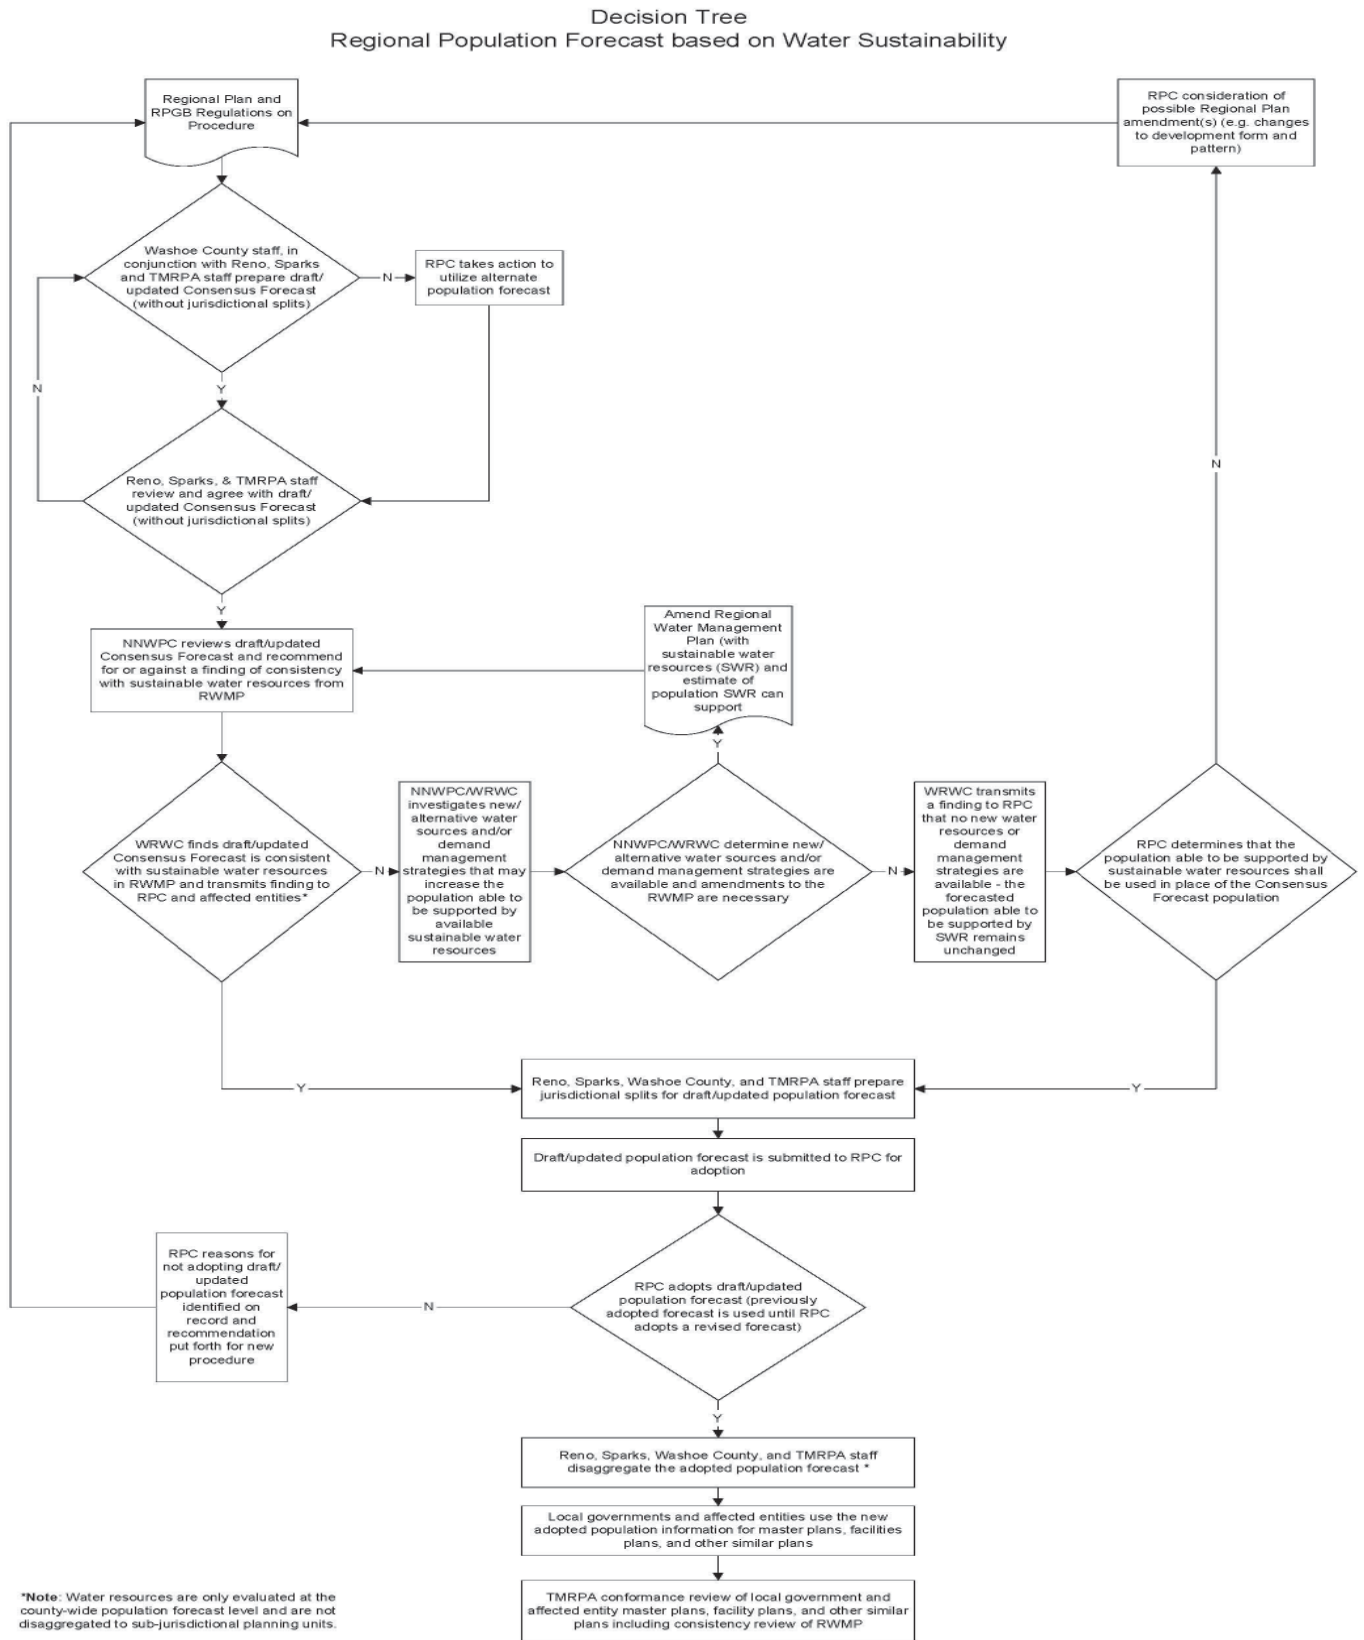 Decision Tree
Regional Population Forecast based on Water Sustainability
Regional Plan and
RPGB Regulations on
Procedure
RPC consideration of
possible Regional Plan
amendment(s) (e.g. changes
to development form and
pattern)
Washoe County staff, in
conjunction with Reno, Sparks
and TMRPA staff prepare draft/
updated Consensus Forecast
(without jurisdictional splits)
N
RPC takes action to
utilize alternate
population forecast
N
Y
N
Reno, Sparks, & TMRPA staff
review and agree with draft/
updated Consensus Forecast
(without jurisdictional splits)
Y
NNWPC reviews draft/updated
Consensus Forecast and recommend
for or against a finding of consistency
with sustainable water resources from
RWMP
Amend Regional
Water Management
Plan (with
sustainable water
resources (SWR) and
estimate of
population SWR can
support
Y
WRWC finds draft/updated
Consensus Forecast is consistent
with sustainable water resources
in RWMP and transmits finding to
RPC and affected entities*
N
NNWPC/WRWC
investigates new/
alternative water
sources and/or
demand
management
strategies that may
increase the
population able to
be supported by
available
sustainable water
resources
NNWPC/WRWC determine new/
alternative water sources and/or
demand management strategies are
available and amendments to the
RWMP are necessary
N
WRWC transmits
a finding to RPC
that no new water
resources or
demand
management
strategies are
available - the
forecasted
population able to
be supported by
SWR remains
unchanged
RPC determines that the
population able to be supported by
sustainable water resources shall
be used in place of the Consensus
Forecast population
Y
Reno, Sparks, Washoe County, and TMRPA staff prepare
jurisdictional splits for draft/updated population forecast
Y
Draft/updated population forecast is submitted to RPC for
adoption
RPC reasons for
not adopting draft/
updated
population forecast
identified on
record and
recommendation
put forth for new
procedure
N
RPC adopts draft/updated
population forecast (previously
adopted forecast is used until RPC
adopts a revised forecast)
Y
Reno, Sparks, Washoe County, and TMRPA staff
disaggregate the adopted population forecast *
Local governments and affected entities use the new
adopted population information for master plans, facilities
plans, and other similar plans
TMRPA conformance review of local government and
affected entity master plans, facility plans, and other similar
plans including consistency review of RWMP
*Note: Water resources are only evaluated at the
county-wide population forecast level and are not
disaggregated to sub-jurisdictional planning units.